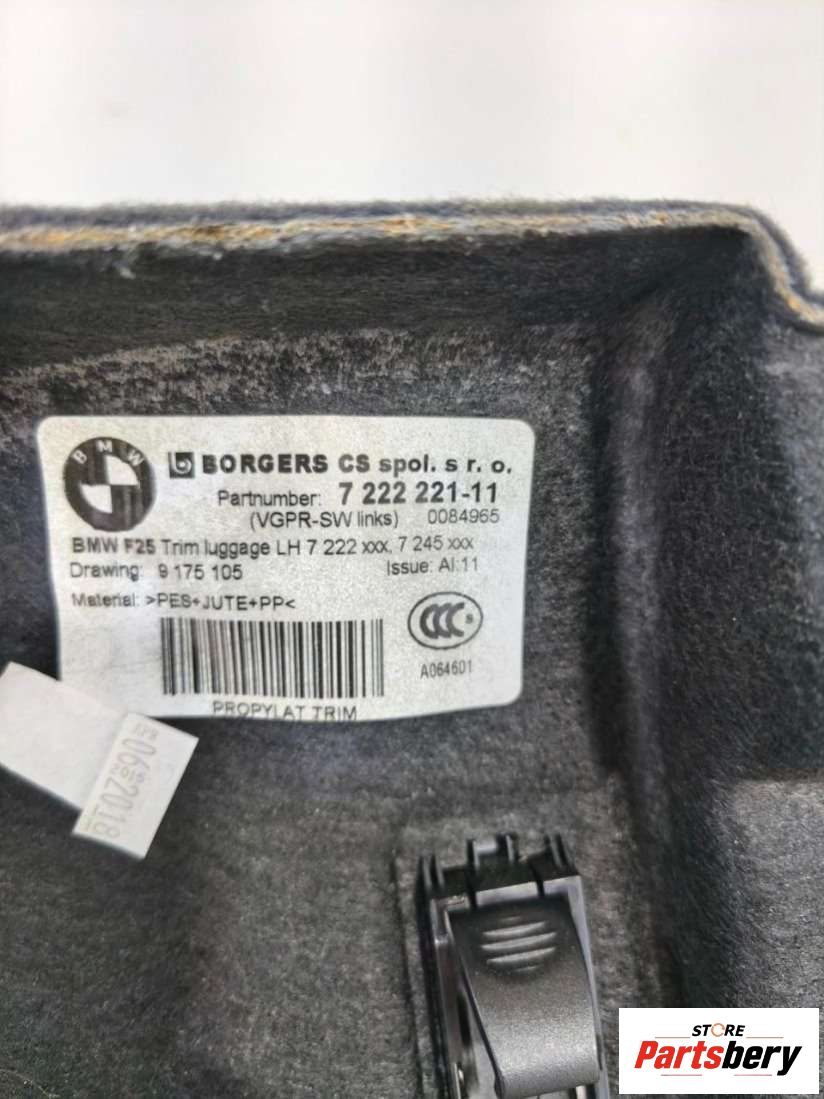 BMW
b BORGERS CS spol. s r. o.
Partnumber: 7 222 221-11
(VGPR-SW links) 0084965
BMW F25 Trim luggage LH 7 222 xxx, 7 245 xxx
Drawing: 9 175 105 Issue: AI:11
Material: >PES+JUTE+PP<
CCC S
A064601
PROPYLAT TRIM
062018
STORE
Partsbery